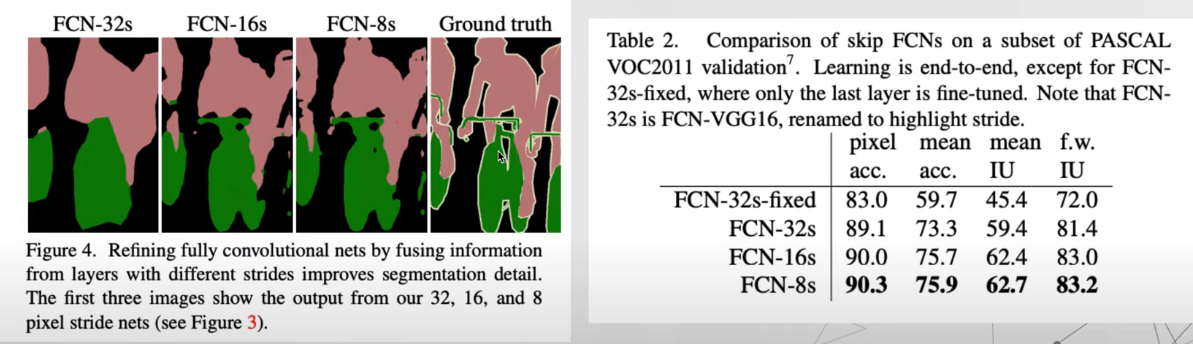 FCN-32s FCN-16s FCN-8s Ground truth
Figure 4. Refining fully convolutional nets by fusing information
from layers with different strides improves segmentation detail.
The first three images show the output from our 32, 16, and 8
pixel stride nets (see Figure 3).
Table 2. Comparison of skip FCNs on a subset of PASCAL
VOC2011 validation⁷. Learning is end-to-end, except for FCN-
32s-fixed, where only the last layer is fine-tuned. Note that FCN-
32s is FCN-VGG16, renamed to highlight stride.
pixel mean mean f.w.
acc. acc. IU IU
FCN-32s-fixed 83.0 59.7 45.4 72.0
FCN-32s 89.1 73.3 59.4 81.4
FCN-16s 90.0 75.7 62.4 83.0
FCN-8s 90.3 75.9 62.7 83.2